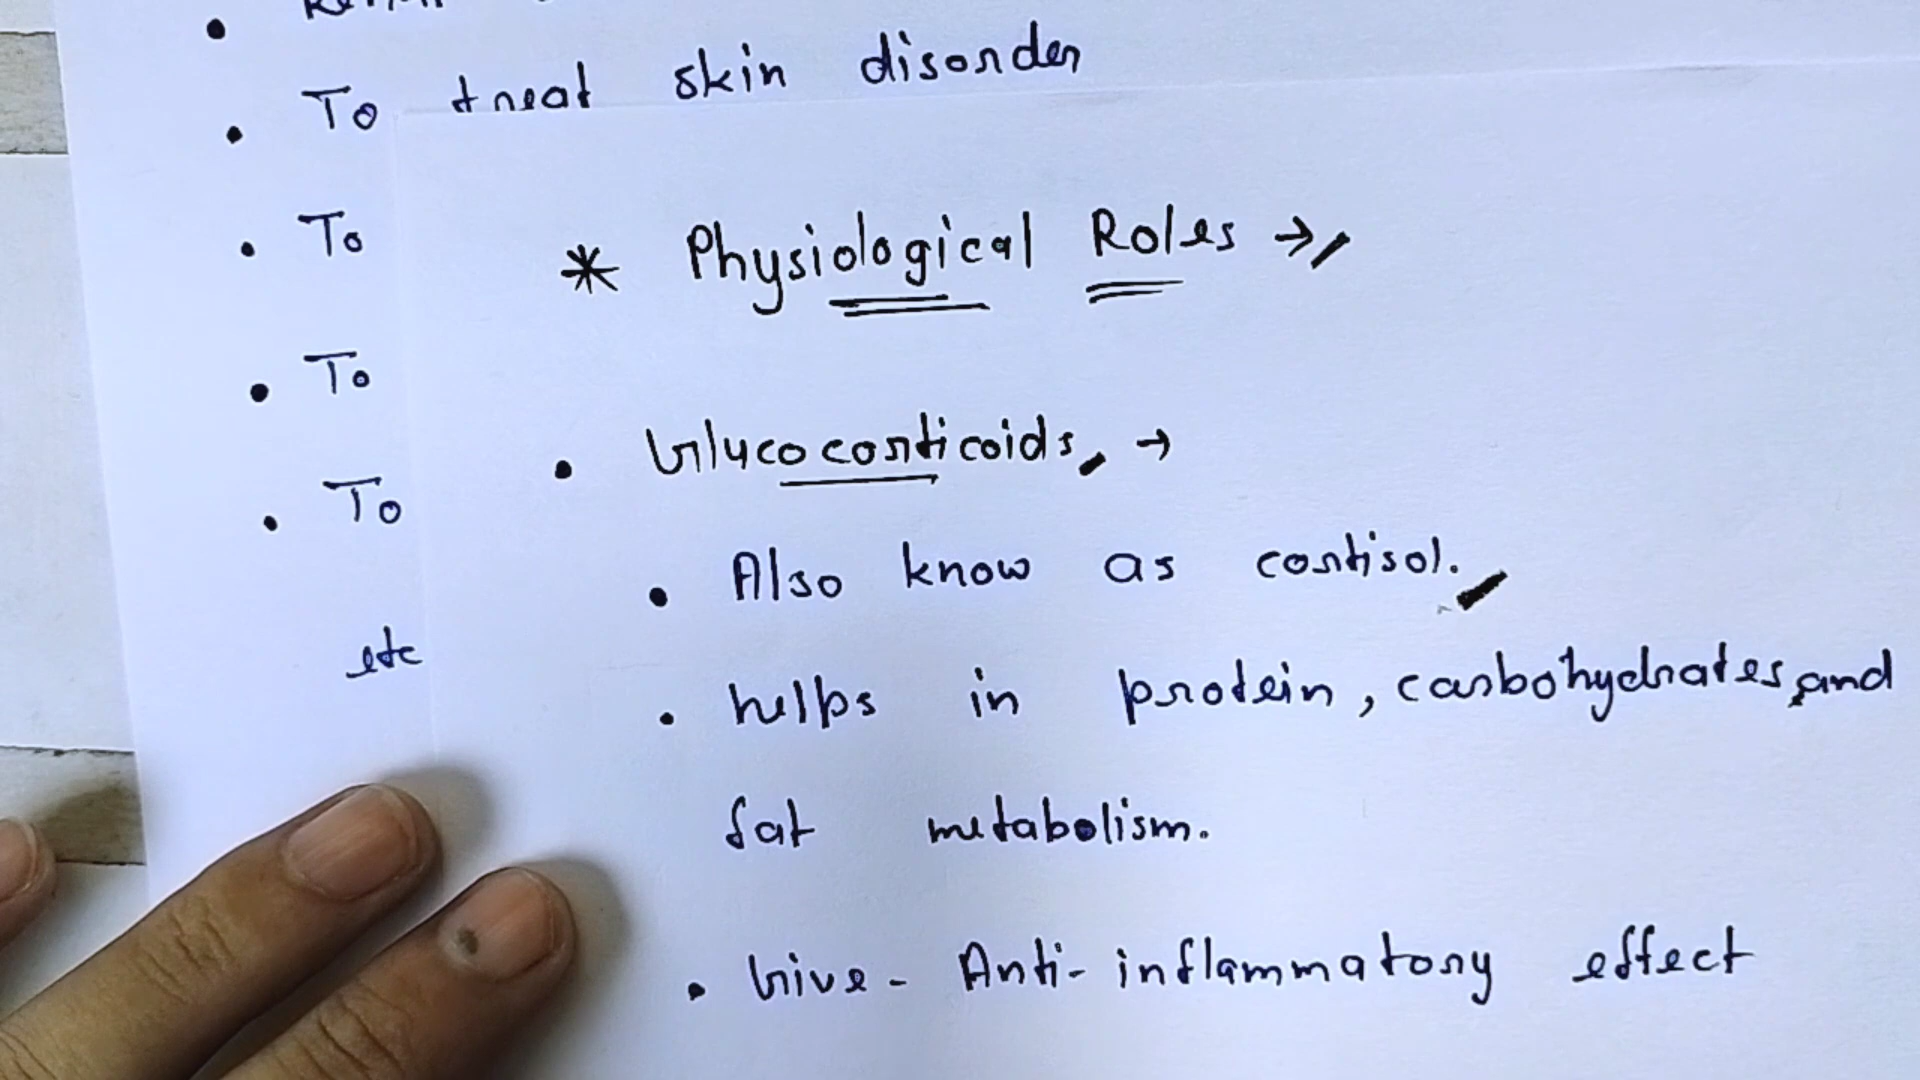 • To treat skin disorder
• To
• To
• To
etc
* Physiological Roles →
• Glucocorticoids →
• Also know as cortisol.
• helps in protein, carbohydrates, and
fat metabolism.
• Give - Anti-inflammatory effect